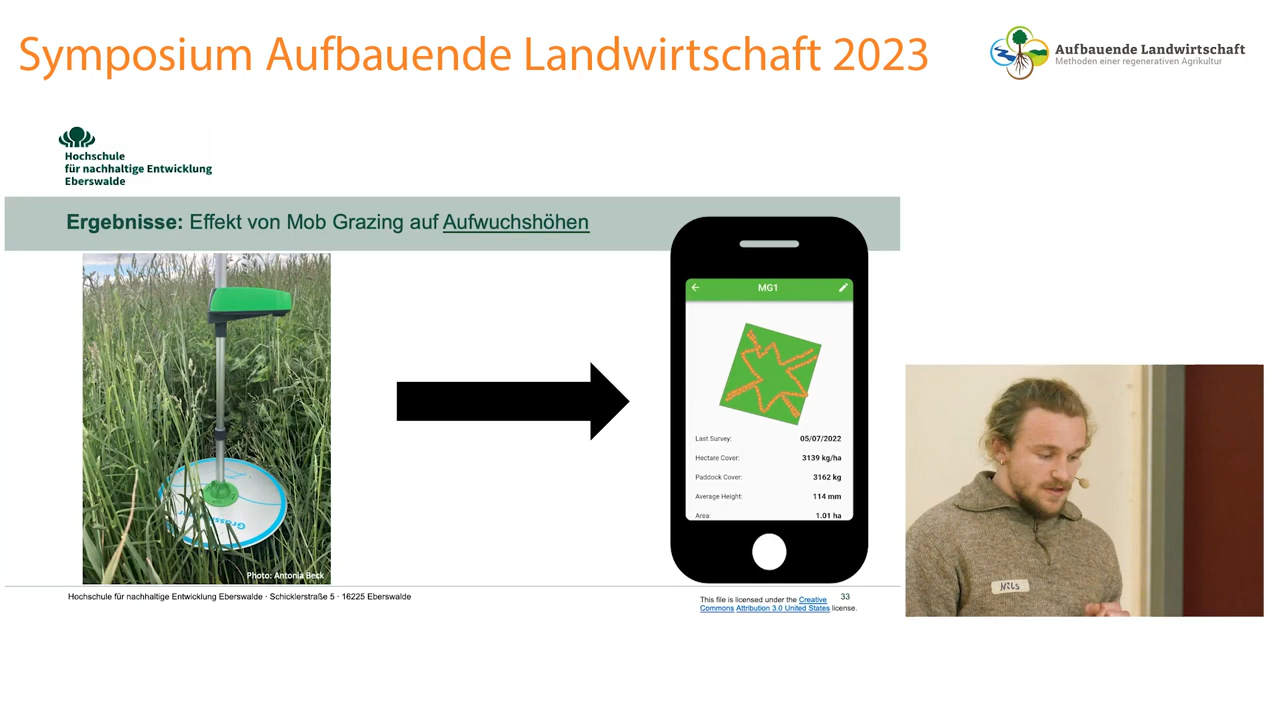 Symposium Aufbauende Landwirtschaft 2023
Aufbauende Landwirtschaft
Methoden einer regenerativen Agrikultur
Hochschule
für nachhaltige Entwicklung
Eberswalde
Ergebnisse: Effekt von Mob Grazing auf Aufwuchshöhen
MG1
Last Survey: 05/07/2022
Hectare Cover: 3139 kg/ha
Paddock Cover: 3162 kg
Average Height: 114 mm
Area: 1.01 ha
Photo: Antonia Beck
Nils
Hochschule für nachhaltige Entwicklung Eberswalde · Schicklerstraße 5 · 16225 Eberswalde
This file is licensed under the Creative
Commons Attribution 3.0 United States license.
33